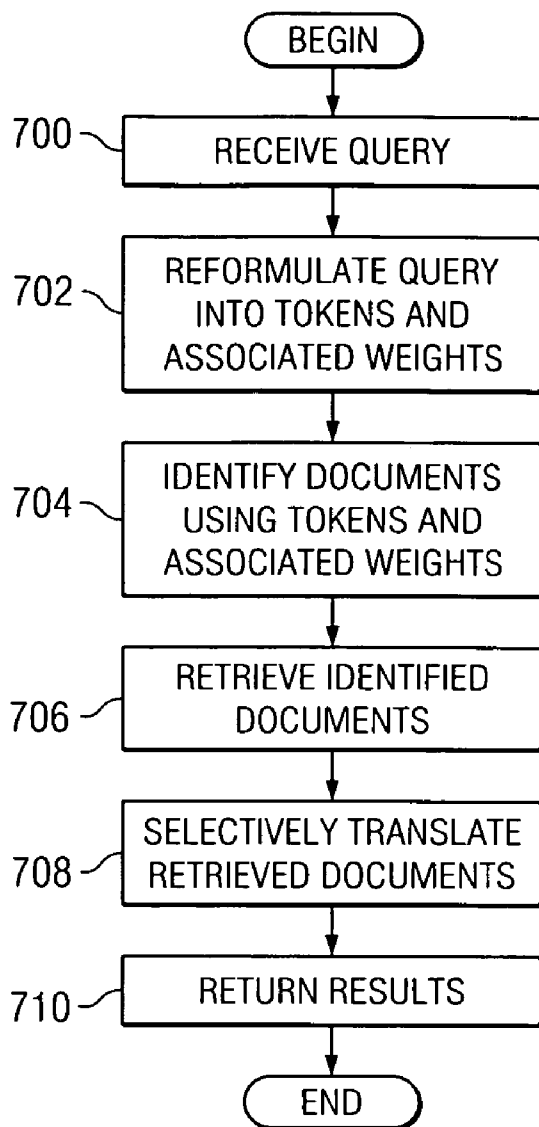 BEGIN
700
RECEIVE QUERY
702
REFORMULATE QUERY
INTO TOKENS AND
ASSOCIATED WEIGHTS
704
IDENTIFY DOCUMENTS
USING TOKENS AND
ASSOCIATED WEIGHTS
706
RETRIEVE IDENTIFIED
DOCUMENTS
708
SELECTIVELY TRANSLATE
RETRIEVED DOCUMENTS
710
RETURN RESULTS
END